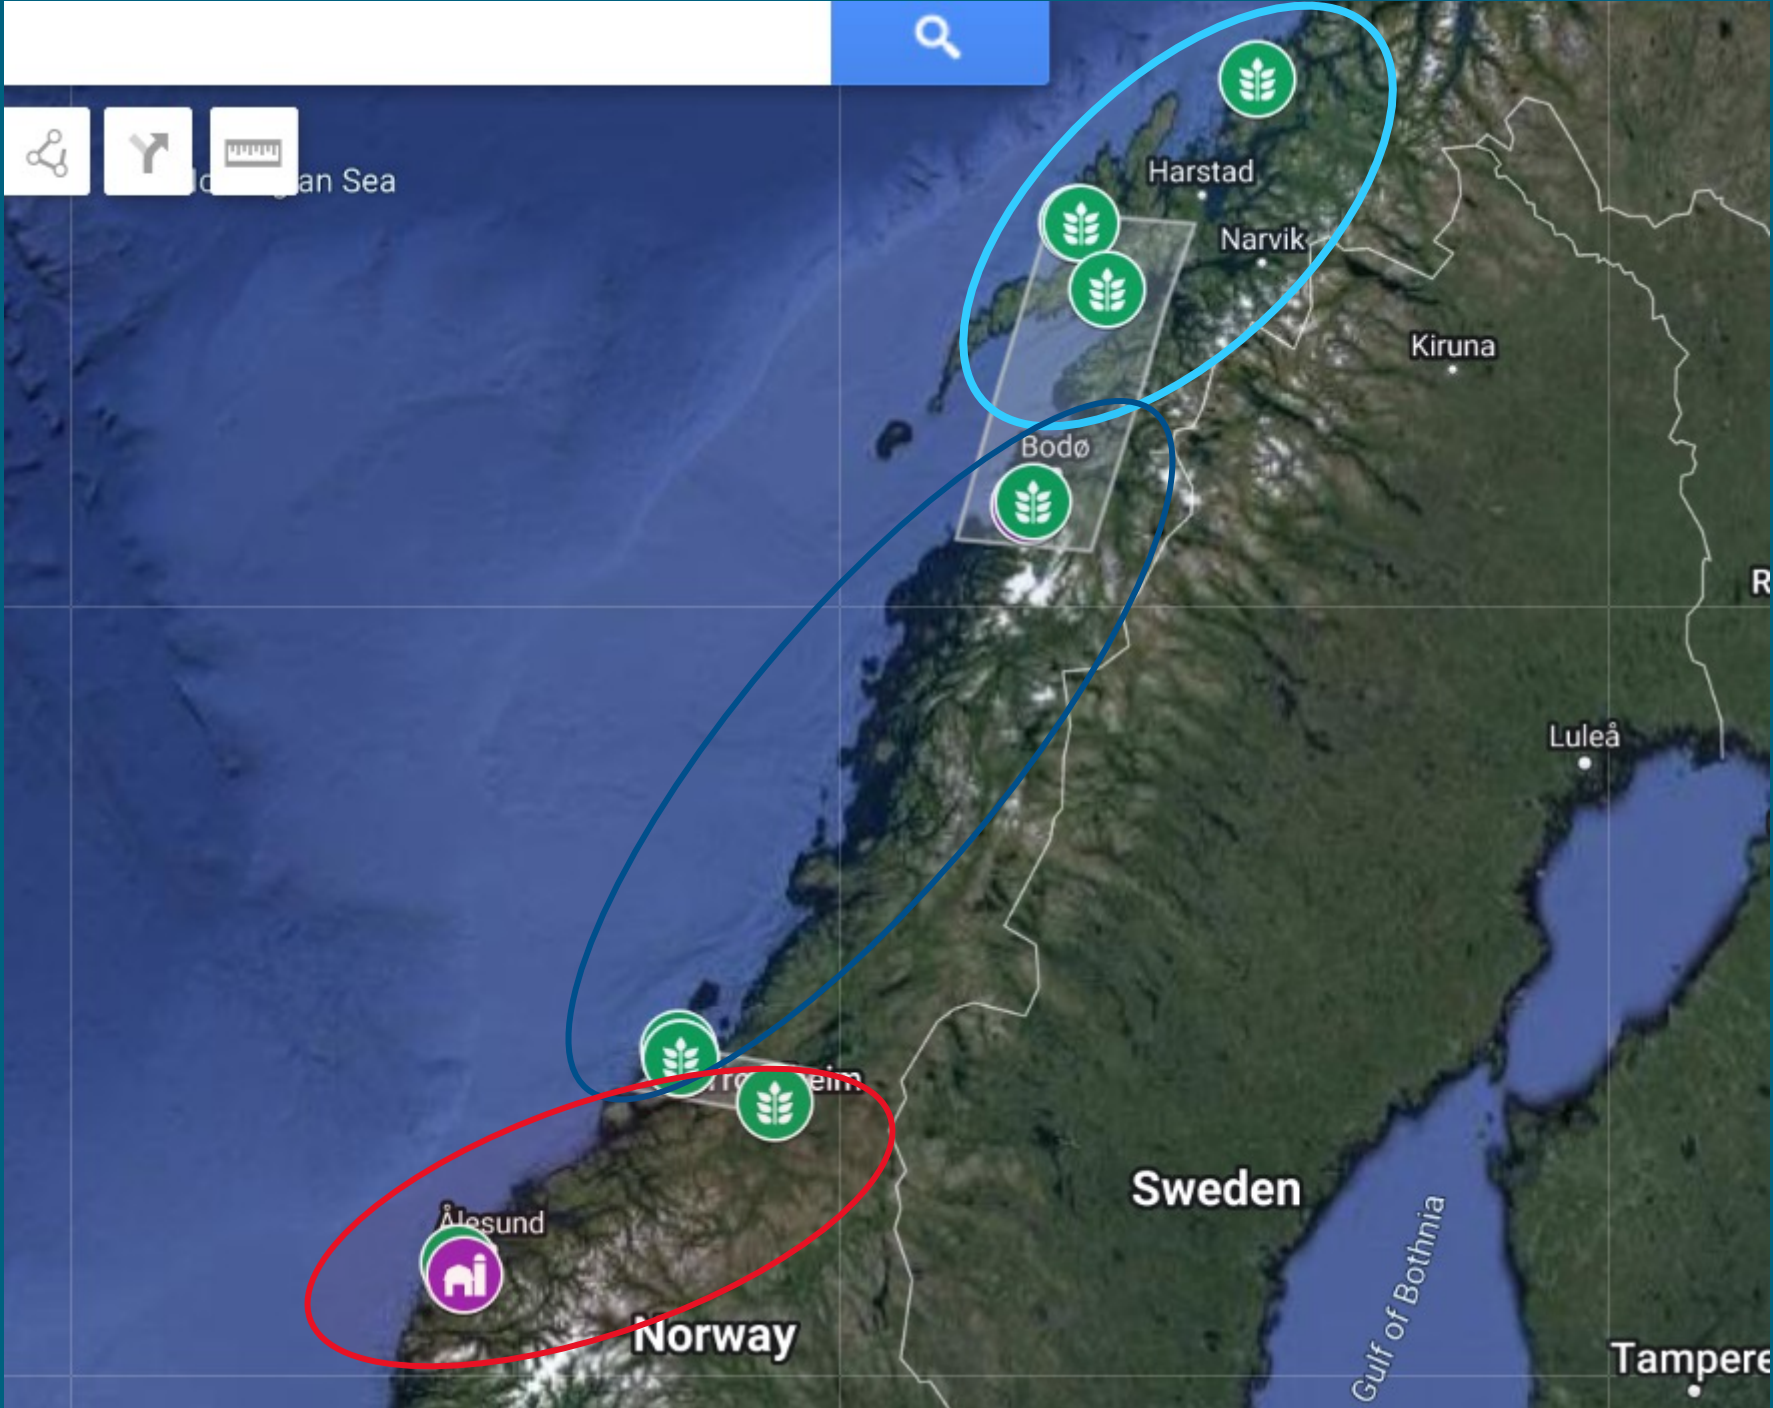 an Sea
Harstad
Narvik
Kiruna
Bodø
Luleå
Ålesund
Sweden
Norway
Gulf of Bothnia
Tampere